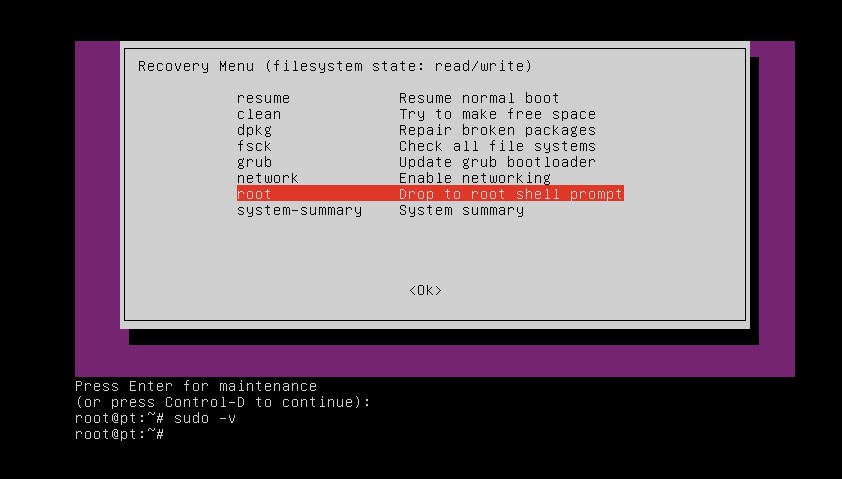 Recovery Menu (filesystem state: read/write)
resume Resume normal boot
clean Try to make free space
dpkg Repair broken packages
fsck Check all file systems
grub Update grub bootloader
network Enable networking
root Drop to root shell prompt
system-summary System summary
<Ok>
Press Enter for maintenance
(or press Control-D to continue):
root@pt:~# sudo -v
root@pt:~#